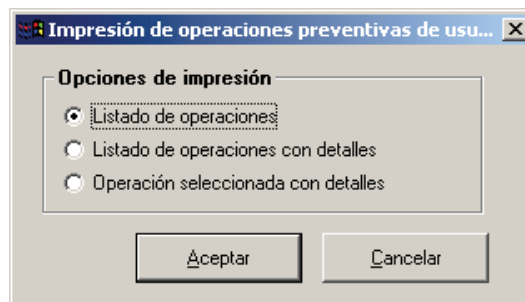 Impresión de operaciones preventivas de usu...
Opciones de impresión
Listado de operaciones
Listado de operaciones con detalles
Operación seleccionada con detalles
Aceptar Cancelar